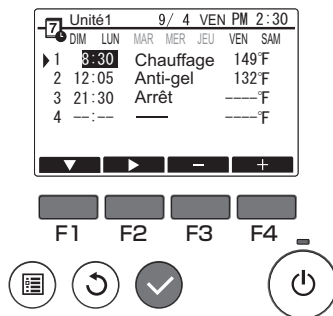 7 Unité1 9/ 4 VEN PM 2:30
DIM LUN MAR MER JEU VEN SAM
1 8:30 Chauffage 149°F
2 12:05 Anti-gel 132°F
3 21:30 Arrêt ----°F
4 --:-- —— ----°F
− +
F1 F2 F3 F4